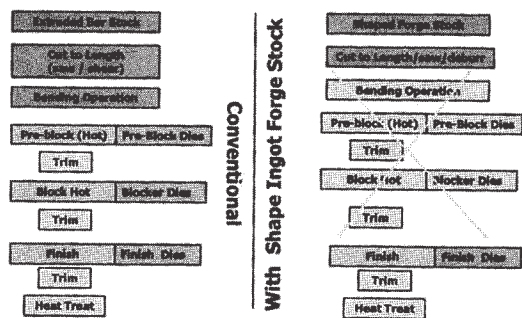 Extruded Bar Stock
Cut to Length
(saw / shear)
Bending Operation
Pre-block (Hot) Pre-Block Dies
Trim
Block Hot Blocker Dies
Trim
Finish Finish Dies
Trim
Heat Treat
Conventional
With Shape Ingot Forge Stock
Shaped Forge Stock
Cut to Length/saw/deburr
Bending Operation
Pre-block (Hot) Pre-Block Dies
Trim
Block Hot Blocker Dies
Trim
Finish Finish Dies
Trim
Heat Treat